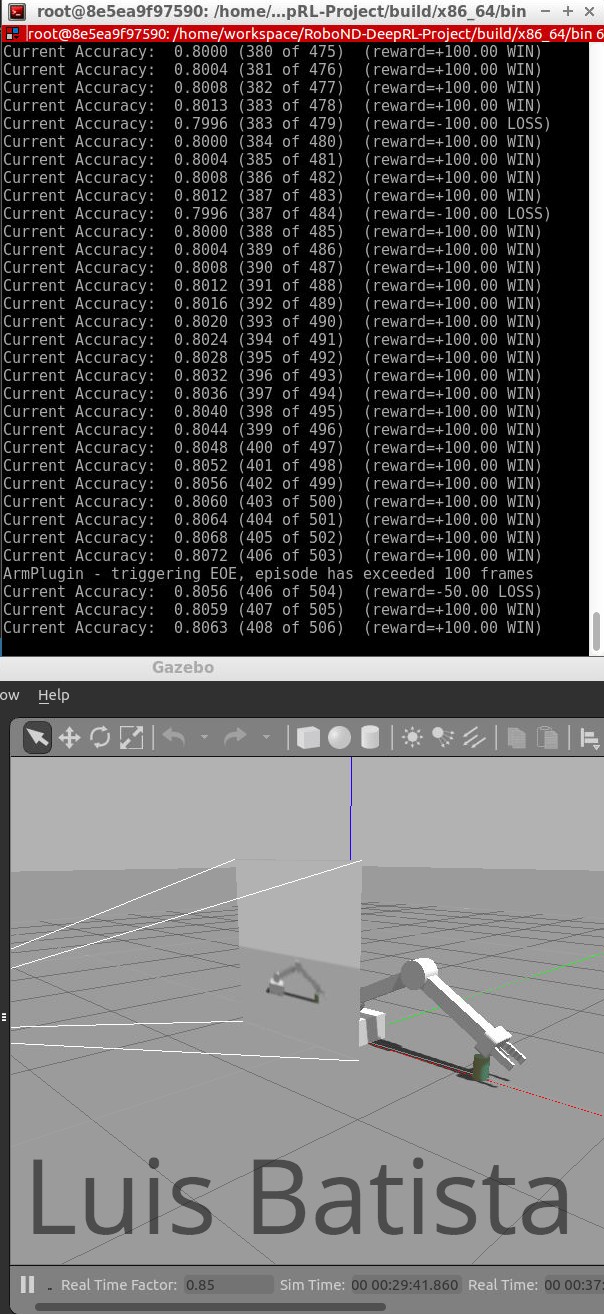 root@8e5ea9f97590: /home/...pRL-Project/build/x86_64/bin
root@8e5ea9f97590: /home/workspace/RoboND-DeepRL-Project/build/x86_64/bin 6
Current Accuracy:  0.8000 (380 of 475)  (reward=+100.00 WIN)
Current Accuracy:  0.8004 (381 of 476)  (reward=+100.00 WIN)
Current Accuracy:  0.8008 (382 of 477)  (reward=+100.00 WIN)
Current Accuracy:  0.8013 (383 of 478)  (reward=+100.00 WIN)
Current Accuracy:  0.7996 (383 of 479)  (reward=-100.00 LOSS)
Current Accuracy:  0.8000 (384 of 480)  (reward=+100.00 WIN)
Current Accuracy:  0.8004 (385 of 481)  (reward=+100.00 WIN)
Current Accuracy:  0.8008 (386 of 482)  (reward=+100.00 WIN)
Current Accuracy:  0.8012 (387 of 483)  (reward=+100.00 WIN)
Current Accuracy:  0.7996 (387 of 484)  (reward=-100.00 LOSS)
Current Accuracy:  0.8000 (388 of 485)  (reward=+100.00 WIN)
Current Accuracy:  0.8004 (389 of 486)  (reward=+100.00 WIN)
Current Accuracy:  0.8008 (390 of 487)  (reward=+100.00 WIN)
Current Accuracy:  0.8012 (391 of 488)  (reward=+100.00 WIN)
Current Accuracy:  0.8016 (392 of 489)  (reward=+100.00 WIN)
Current Accuracy:  0.8020 (393 of 490)  (reward=+100.00 WIN)
Current Accuracy:  0.8024 (394 of 491)  (reward=+100.00 WIN)
Current Accuracy:  0.8028 (395 of 492)  (reward=+100.00 WIN)
Current Accuracy:  0.8032 (396 of 493)  (reward=+100.00 WIN)
Current Accuracy:  0.8036 (397 of 494)  (reward=+100.00 WIN)
Current Accuracy:  0.8040 (398 of 495)  (reward=+100.00 WIN)
Current Accuracy:  0.8044 (399 of 496)  (reward=+100.00 WIN)
Current Accuracy:  0.8048 (400 of 497)  (reward=+100.00 WIN)
Current Accuracy:  0.8052 (401 of 498)  (reward=+100.00 WIN)
Current Accuracy:  0.8056 (402 of 499)  (reward=+100.00 WIN)
Current Accuracy:  0.8060 (403 of 500)  (reward=+100.00 WIN)
Current Accuracy:  0.8064 (404 of 501)  (reward=+100.00 WIN)
Current Accuracy:  0.8068 (405 of 502)  (reward=+100.00 WIN)
Current Accuracy:  0.8072 (406 of 503)  (reward=+100.00 WIN)
ArmPlugin - triggering EOE, episode has exceeded 100 frames
Current Accuracy:  0.8056 (406 of 504)  (reward=-50.00 LOSS)
Current Accuracy:  0.8059 (407 of 505)  (reward=+100.00 WIN)
Current Accuracy:  0.8063 (408 of 506)  (reward=+100.00 WIN)
Gazebo
ow Help
Luis Batista
Real Time Factor: 0.85 Sim Time: 00 00:29:41.860 Real Time: 00 00:37: